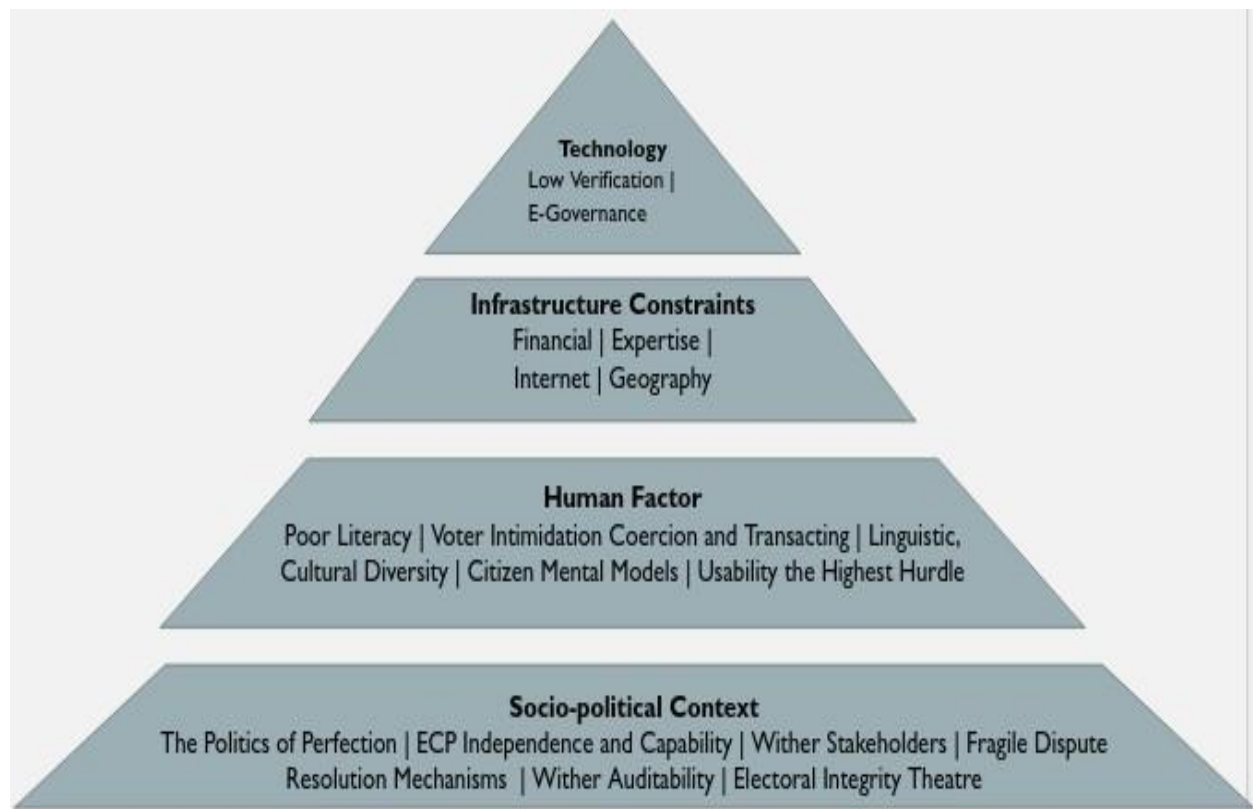 Technology
Low Verification |
E-Governance
Infrastructure Constraints
Financial | Expertise |
Internet | Geography
Human Factor
Poor Literacy | Voter Intimidation Coercion and Transacting | Linguistic,
Cultural Diversity | Citizen Mental Models | Usability the Highest Hurdle
Socio-political Context
The Politics of Perfection | ECP Independence and Capability | Wither Stakeholders | Fragile Dispute
Resolution Mechanisms | Wither Auditability | Electoral Integrity Theatre